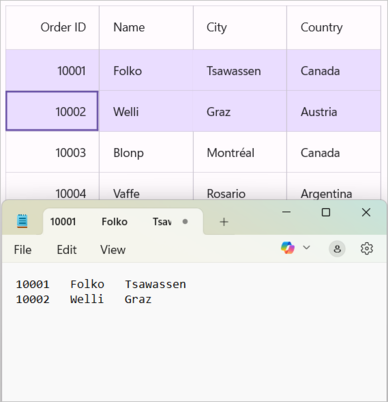 Order ID Name City Country
10001 Folko Tsawassen Canada
10002 Welli Graz Austria
10003 Blonp Montréal Canada
10004 Vaffe Rosario Argentina
10001 Folko Tsaw
File Edit View
10001 Folko Tsawassen
10002 Welli Graz